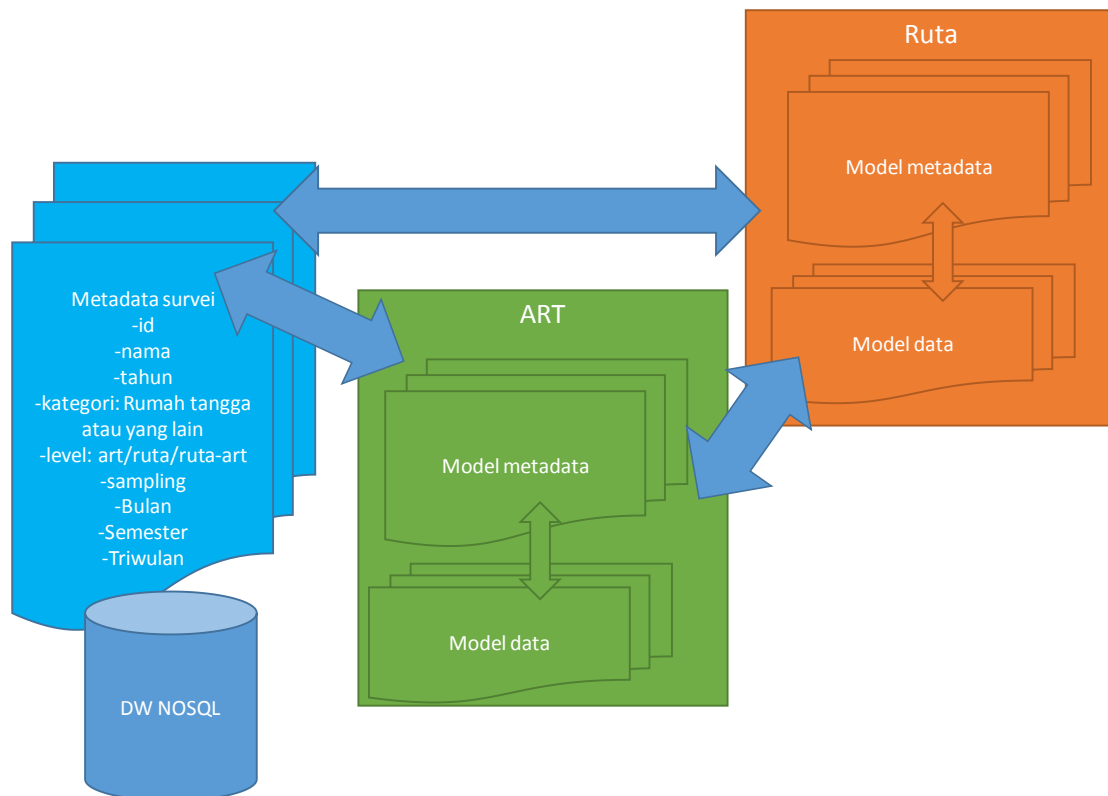 Ruta
Model metadata
Model data
Metadata survei
-id
-nama
-tahun
-kategori: Rumah tangga
atau yang lain
-level: art/ruta/ruta-art
-sampling
-Bulan
-Semester
-Triwulan
ART
Model metadata
Model data
DW NOSQL